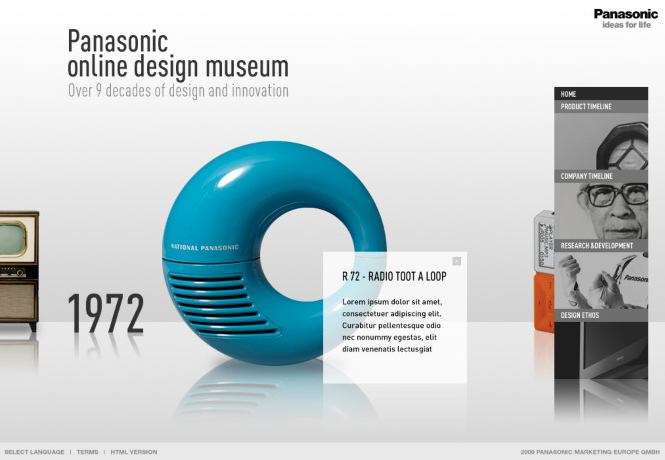 Panasonic
ideas for life
Panasonic
online design museum
Over 9 decades of design and innovation
HOME
PRODUCT TIMELINE
COMPANY TIMELINE
NATIONAL PANASONIC
RESEARCH & DEVELOPMENT
R 72 - RADIO TOOT A LOOP
Panasonic
Lorem ipsum dolor sit amet,
consectetuer adipiscing elit.
Curabitur pellentesque odio
nec nonummy egestas, elit
diam venenatis lectusgiat
1972
DESIGN ETHOS
SELECT LANGUAGE | TERMS | HTML VERSION
2009 PANASONIC MARKETING EUROPE GMBH